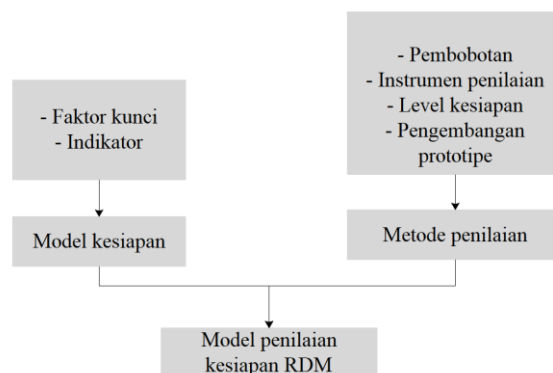 - Faktor kunci
- Indikator
- Pembobotan
- Instrumen penilaian
- Level kesiapan
- Pengembangan
prototipe
Model kesiapan
Metode penilaian
Model penilaian
kesiapan RDM